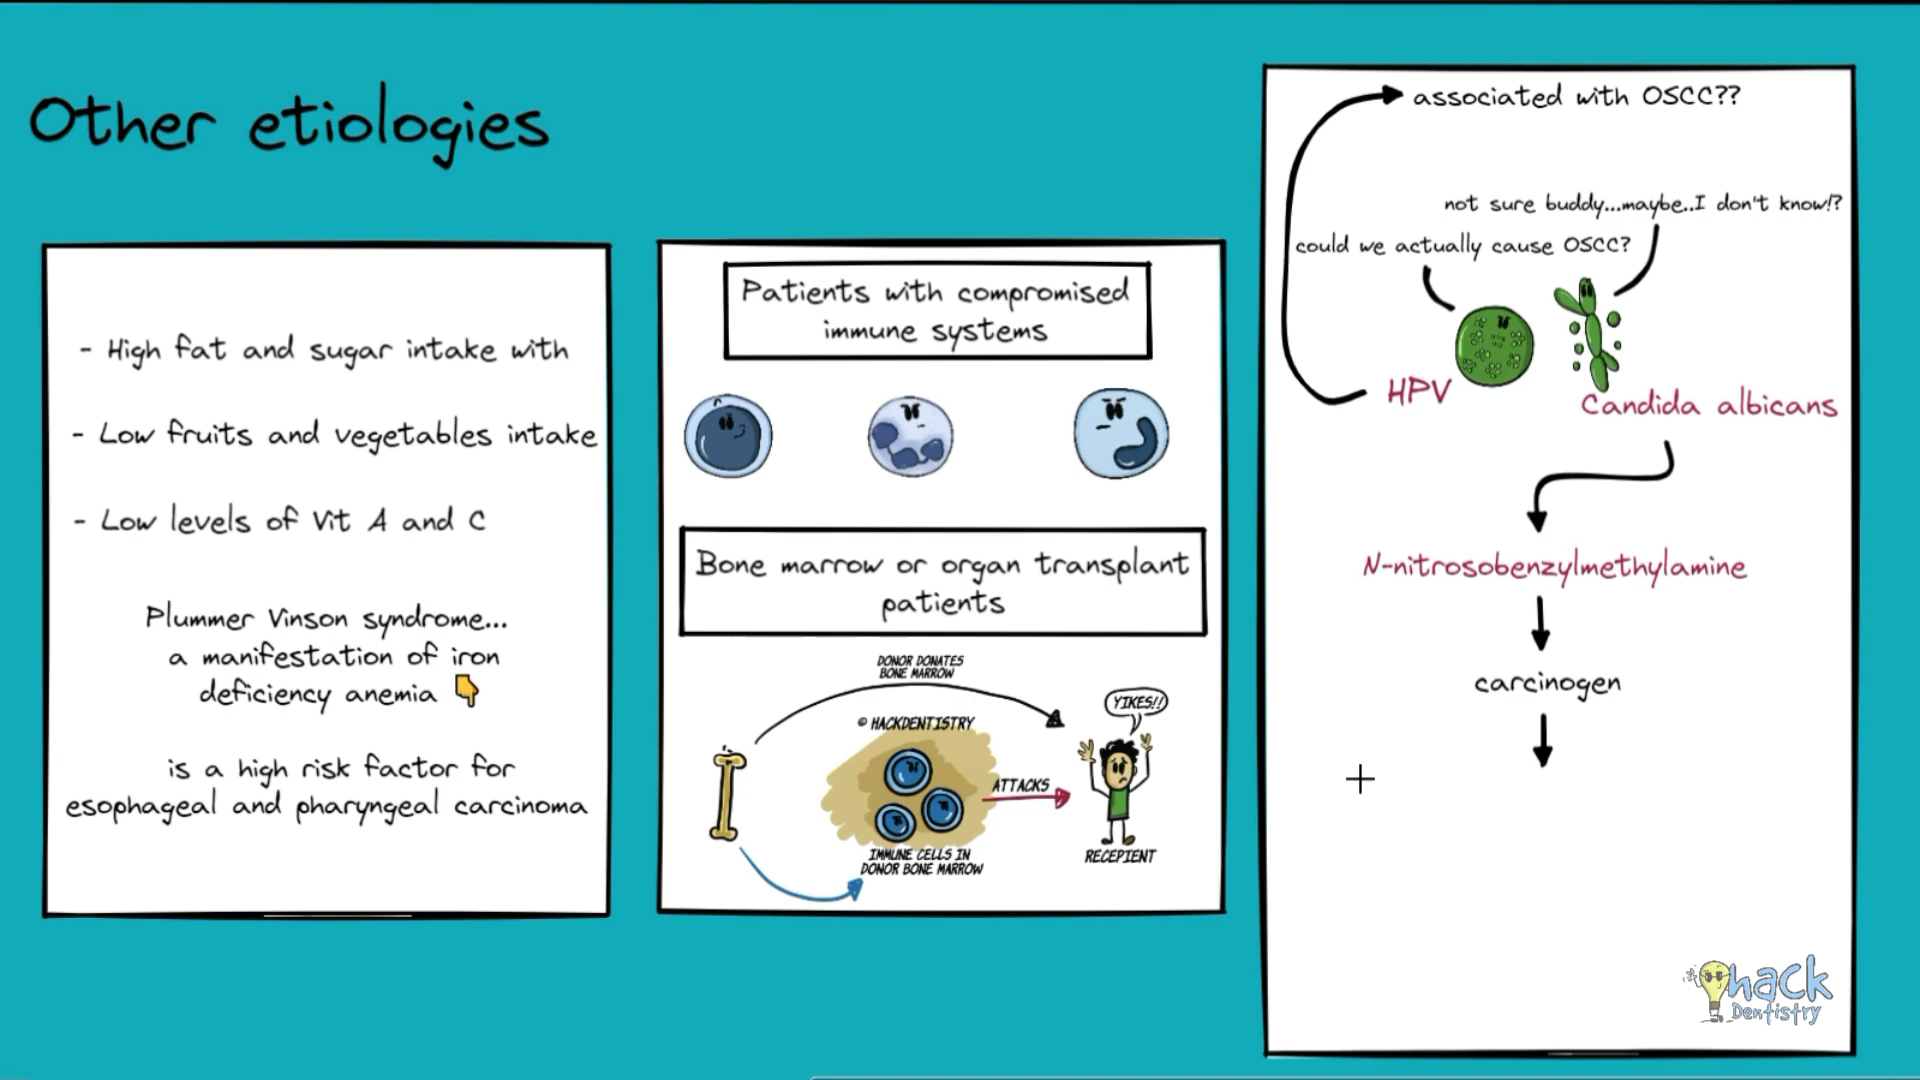 Other etiologies
- High fat and sugar intake with
- Low fruits and vegetables intake
- Low levels of Vit A and C
Plummer Vinson syndrome...
a manifestation of iron
deficiency anemia 👇
is a high risk factor for
esophageal and pharyngeal carcinoma
Patients with compromised
immune systems
Bone marrow or organ transplant
patients
DONOR DONATES
BONE MARROW
© HACKDENTISTRY
YIKES!!
ATTACKS
IMMUNE CELLS IN
DONOR BONE MARROW
RECEPIENT
associated with OSCC??
not sure buddy...maybe..I don't know!?
could we actually cause OSCC?
HPV
Candida albicans
N-nitrosobenzylmethylamine
carcinogen
hack
Dentistry